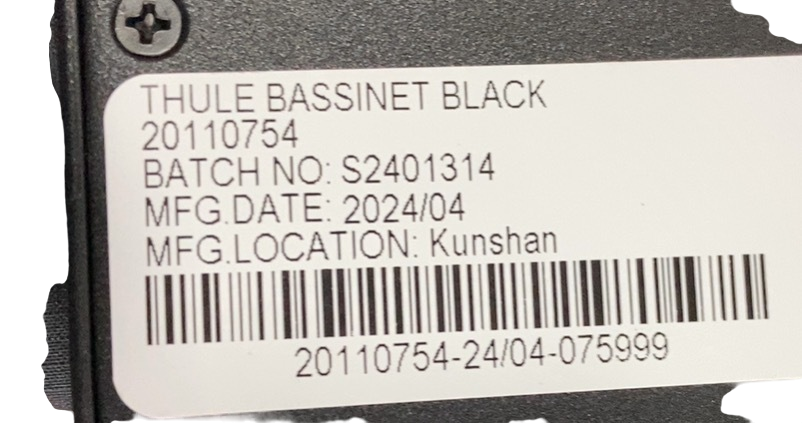 THULE BASSINET BLACK
20110754
BATCH NO: S2401314
MFG.DATE: 2024/04
MFG.LOCATION: Kunshan
20110754-24/04-075999